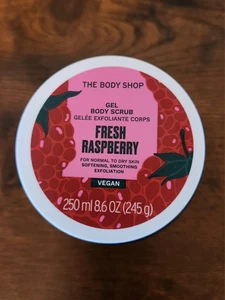 THE BODY SHOP
GEL
BODY SCRUB
GELÉE EXFOLIANTE CORPS
FRESH
RASPBERRY
FOR NORMAL TO DRY SKIN
SOFTENING, SMOOTHING
EXFOLIATION
VEGAN
250 ml 8.6 OZ (245 g)